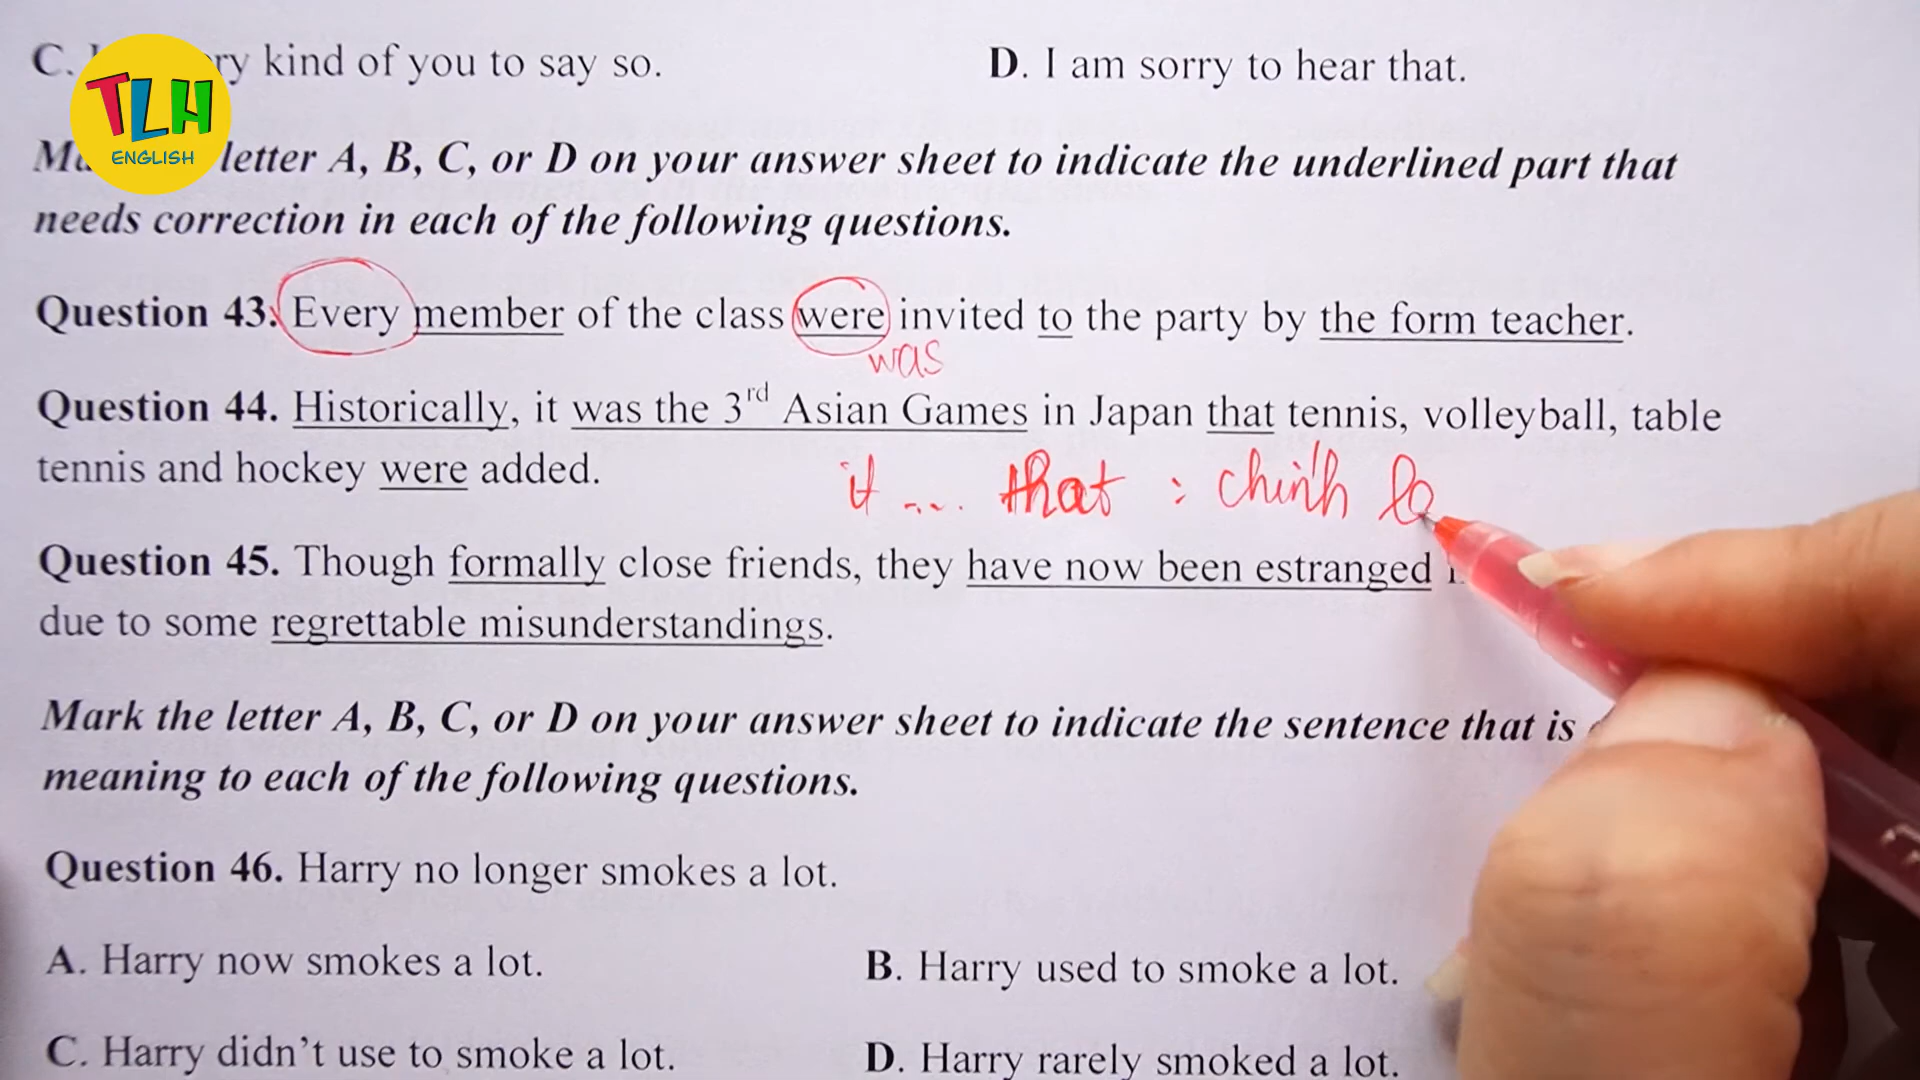 C. kind of you to say so.
D. I am sorry to hear that.
TLH
ENGLISH
letter A, B, C, or D on your answer sheet to indicate the underlined part that
needs correction in each of the following questions.
Question 43. Every member of the class were invited to the party by the form teacher.
was
Question 44. Historically, it was the 3rd Asian Games in Japan that tennis, volleyball, table
tennis and hockey were added.
it ... that : chính
Question 45. Though formally close friends, they have now been estranged
due to some regrettable misunderstandings.
Mark the letter A, B, C, or D on your answer sheet to indicate the sentence that is
meaning to each of the following questions.
Question 46. Harry no longer smokes a lot.
A. Harry now smokes a lot.
B. Harry used to smoke a lot.
C. Harry didn't use to smoke a lot.
D. Harry rarely smoked a lot.